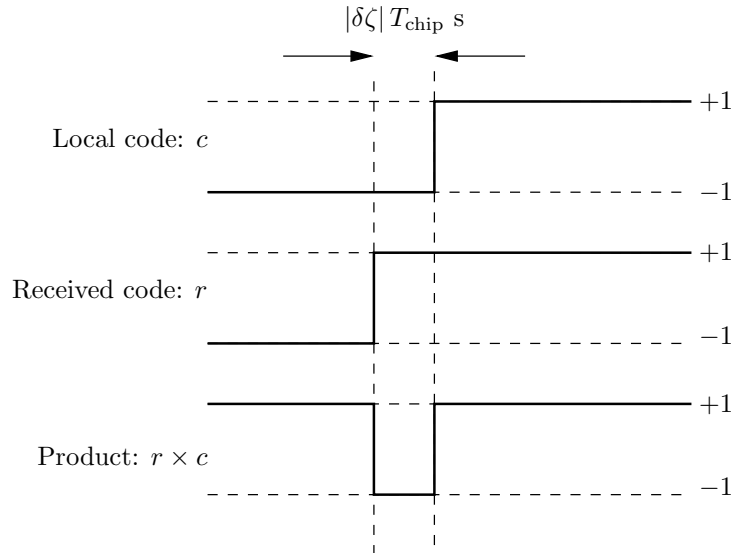 |δζ| T_chip s
+1
Local code: c
−1
+1
Received code: r
−1
+1
Product: r × c
−1